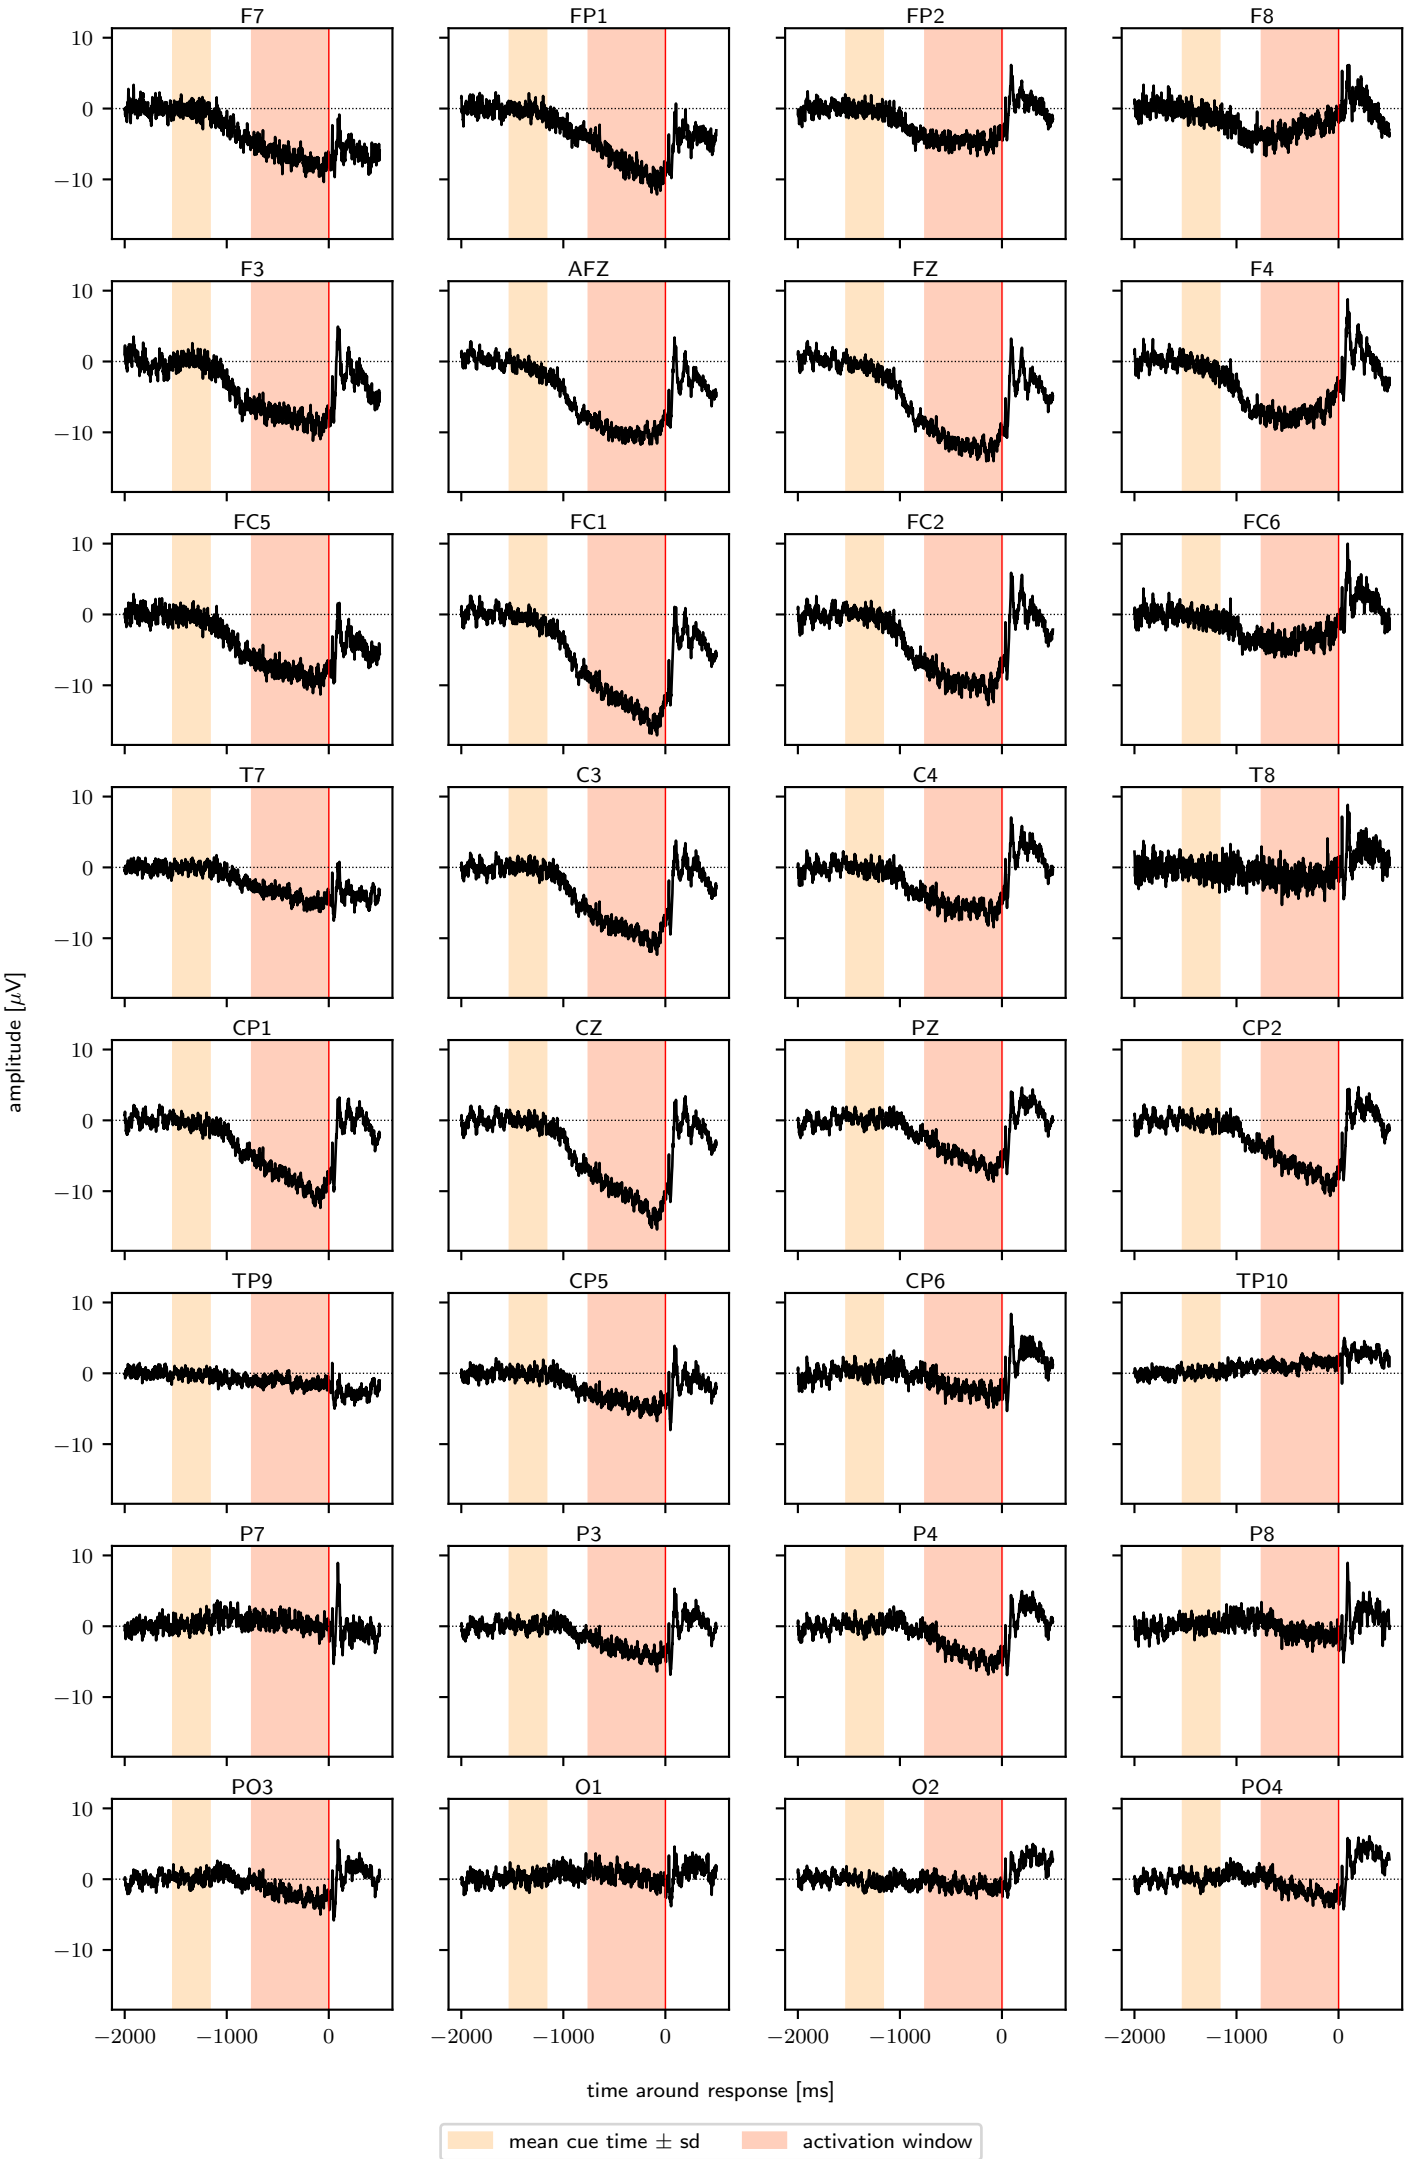 F7 FP1 FP2 F8
10
0
−10
F3 AFZ FZ F4
10
0
−10
FC5 FC1 FC2 FC6
10
0
−10
T7 C3 C4 T8
10
0
−10
amplitude [μV]
CP1 CZ PZ CP2
10
0
−10
TP9 CP5 CP6 TP10
10
0
−10
P7 P3 P4 P8
10
0
−10
PO3 O1 O2 PO4
10
0
−10
−2000 −1000 0 −2000 −1000 0 −2000 −1000 0 −2000 −1000 0
time around response [ms]
mean cue time ± sd activation window